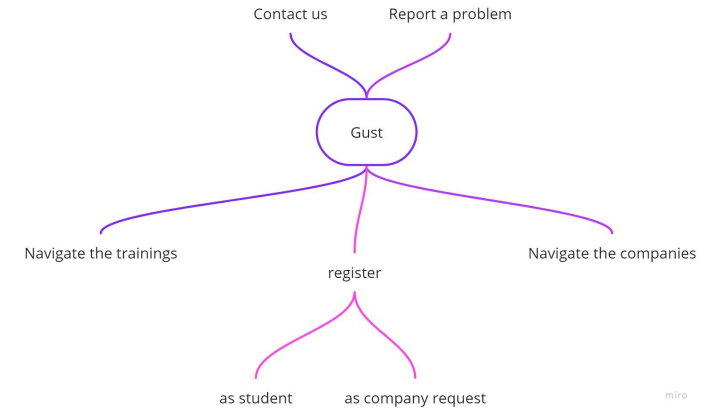 Contact us
Report a problem
Gust
Navigate the trainings
Navigate the companies
register
as student
as company request
miro